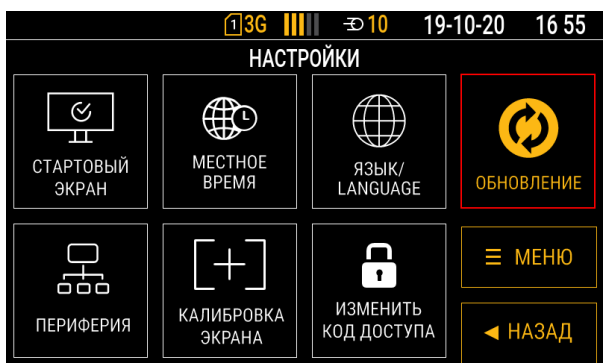 1 3G 10 19-10-20 16 55
НАСТРОЙКИ
СТАРТОВЫЙ
ЭКРАН
МЕСТНОЕ
ВРЕМЯ
ЯЗЫК/
LANGUAGE
ОБНОВЛЕНИЕ
ПЕРИФЕРИЯ
КАЛИБРОВКА
ЭКРАНА
ИЗМЕНИТЬ
КОД ДОСТУПА
МЕНЮ
НАЗАД